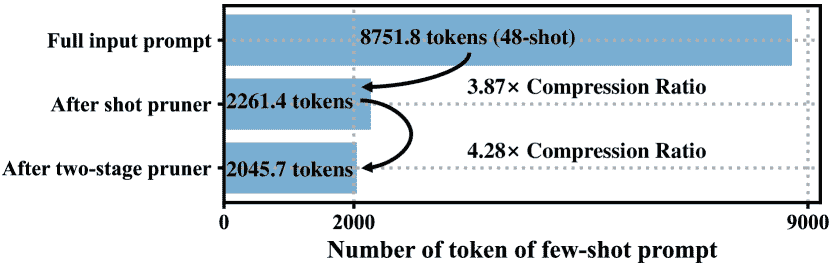 Full input prompt
8751.8 tokens (48-shot)
3.87× Compression Ratio
After shot pruner
2261.4 tokens
4.28× Compression Ratio
After two-stage pruner
2045.7 tokens
0 2000 9000
Number of token of few-shot prompt